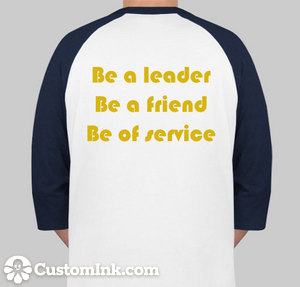 Be a leader
Be a friend
Be of service
CustomInk.com